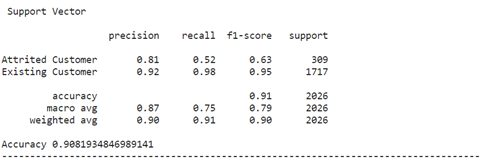 Support Vector
precision recall f1-score support
Attrited Customer 0.81 0.52 0.63 309
Existing Customer 0.92 0.98 0.95 1717
accuracy 0.91 2026
macro avg 0.87 0.75 0.79 2026
weighted avg 0.90 0.91 0.90 2026
Accuracy 0.9081934846989141
--------------------------------------------------------------------------------